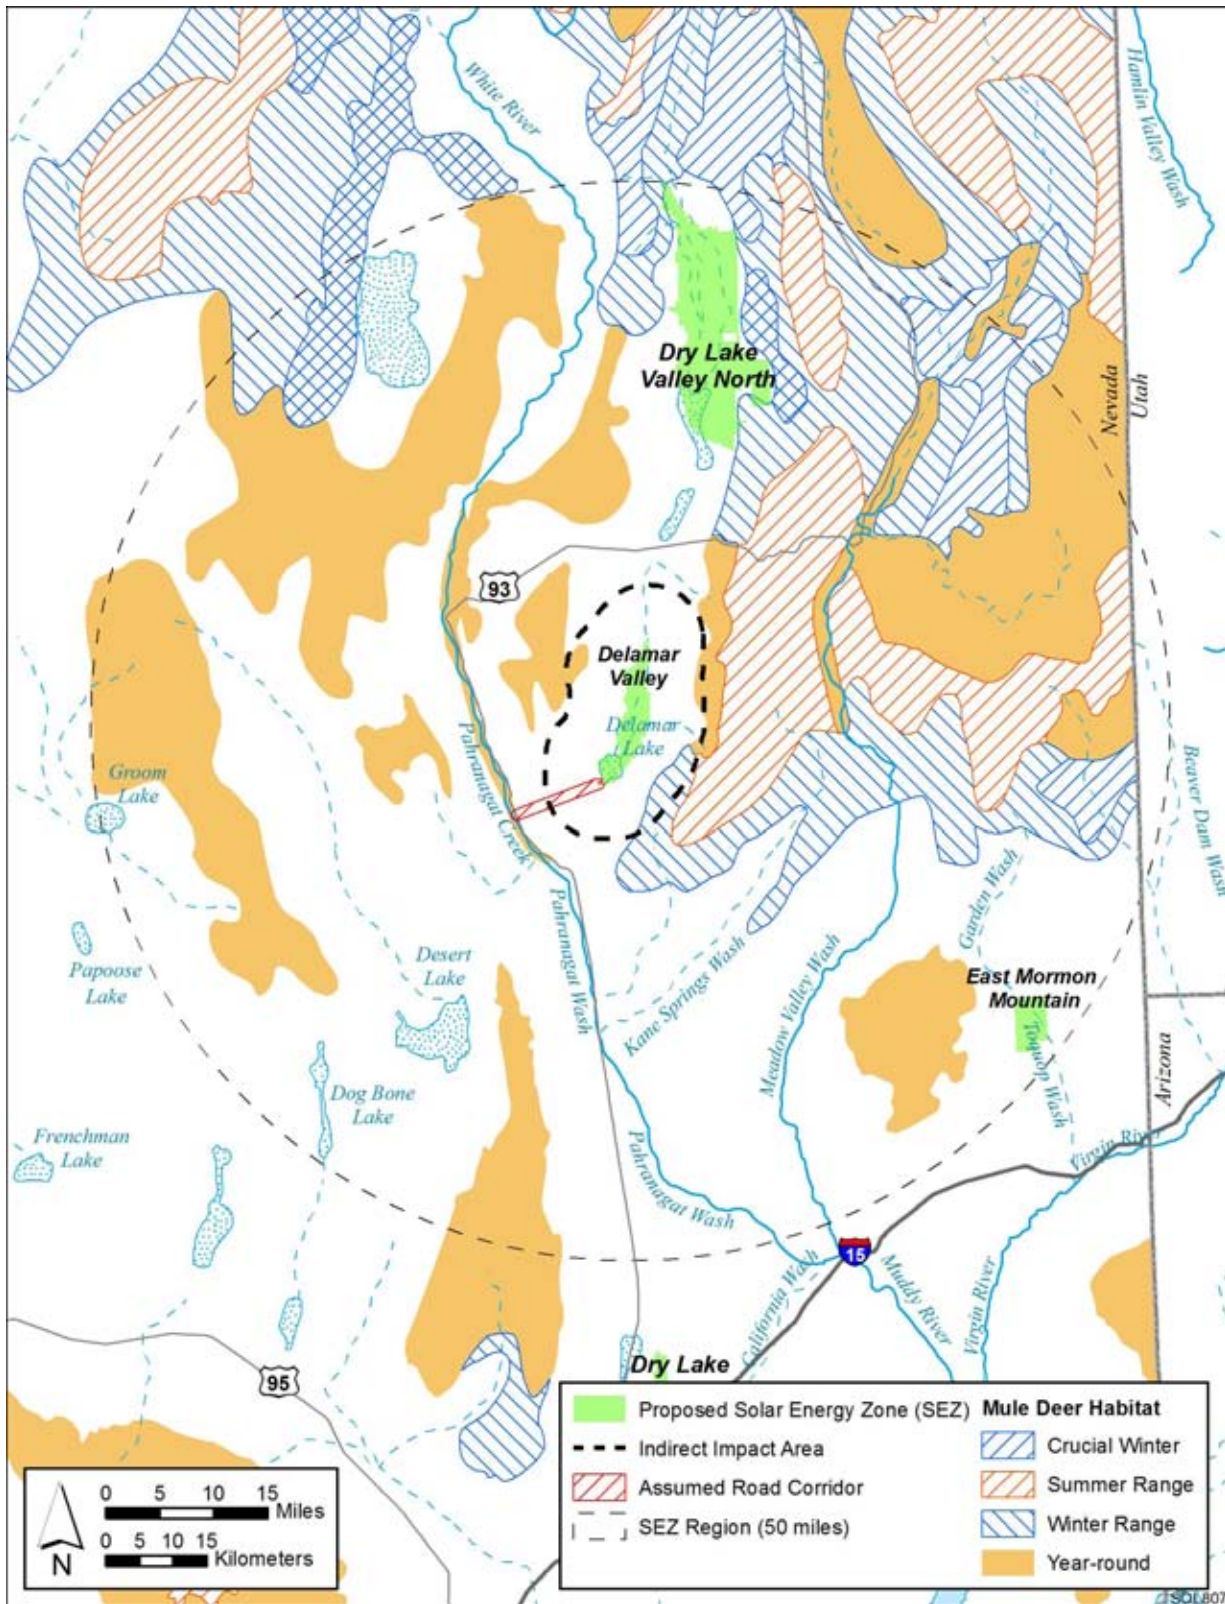 White River
Hamlin Valley Wash
Dry Lake
Valley North
Nevada
Utah
93
Delamar
Valley
Delamar
Lake
Pahranagat Creek
Groom
Lake
Beaver Dam Wash
Garden Wash
Pahranagat Wash
Desert
Lake
Papoose
Lake
Kane Springs Wash
Meadow Valley Wash
East Mormon
Mountain
Toquop Wash
Arizona
Dog Bone
Lake
Frenchman
Lake
Virgin River
Pahranagat Wash
15
California Wash
Muddy River
Virgin River
Dry Lake
95
Proposed Solar Energy Zone (SEZ)
Indirect Impact Area
Assumed Road Corridor
SEZ Region (50 miles)
Mule Deer Habitat
Crucial Winter
Summer Range
Winter Range
Year-round
N
0 5 10 15
Miles
0 5 10 15
Kilometers